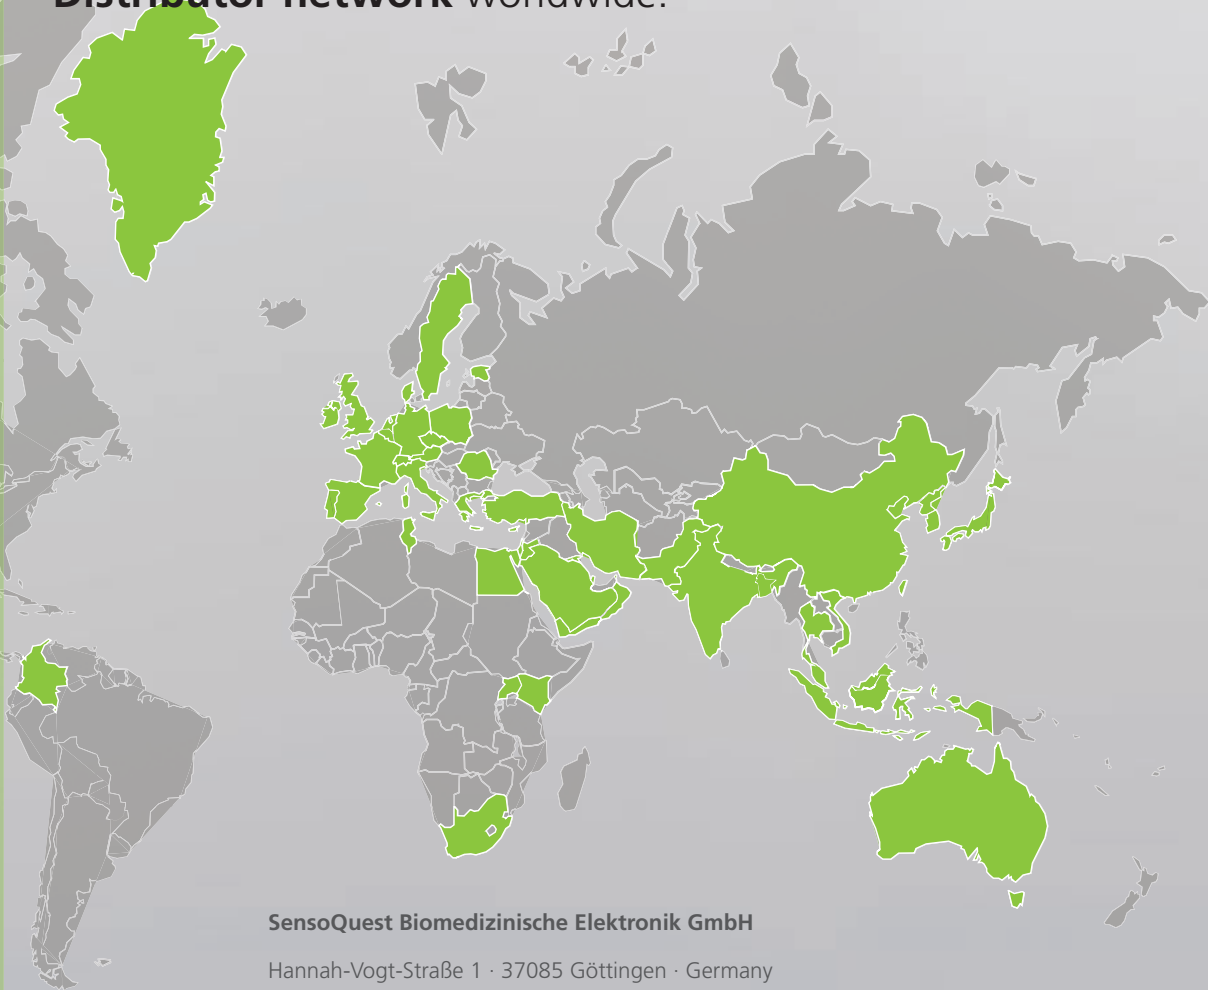 Distributor network worldwide.
SensoQuest Biomedizinische Elektronik GmbH
Hannah-Vogt-Straße 1 · 37085 Göttingen · Germany